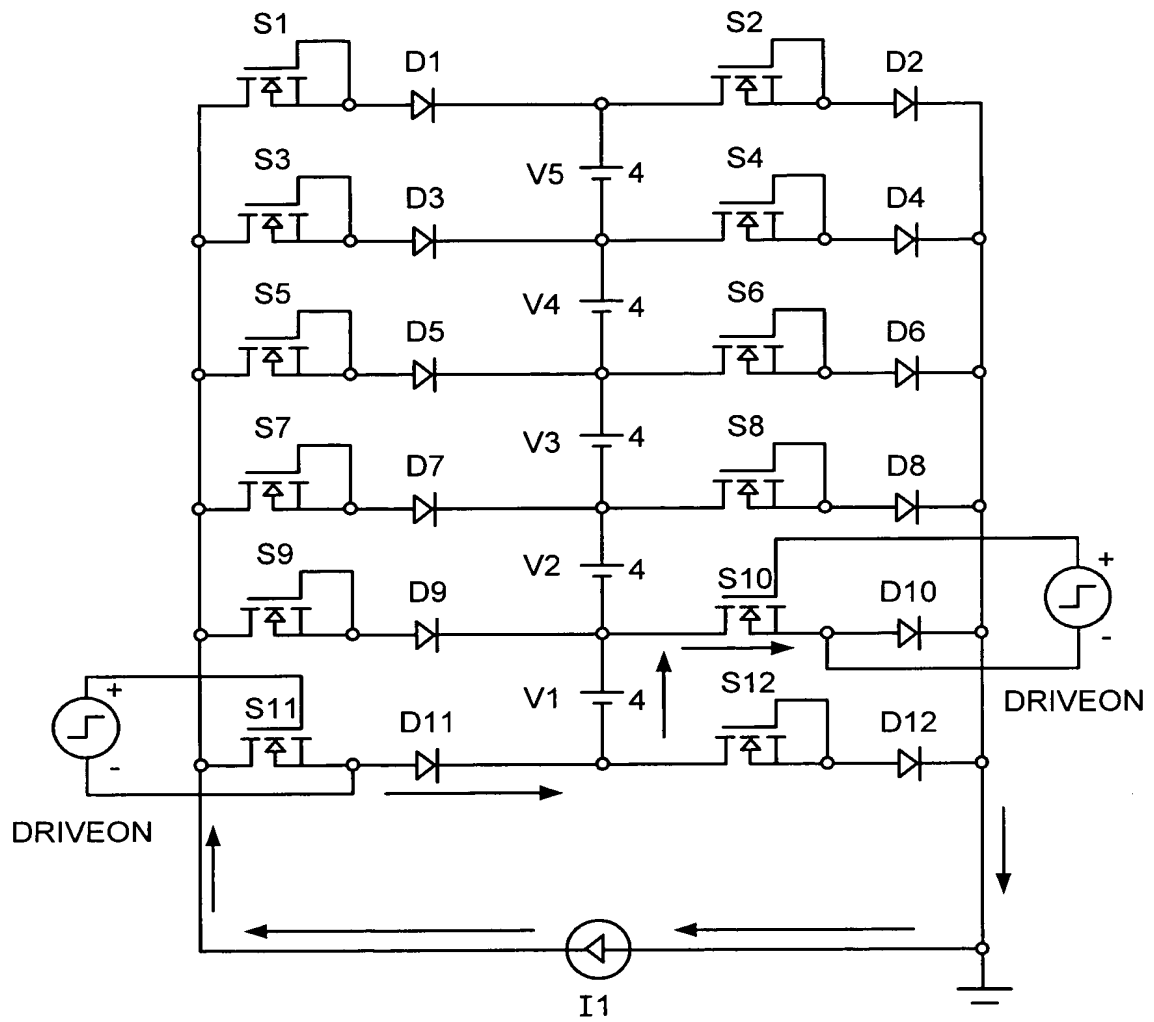 S1 S2
D1 D2
V5 4
S3 S4
D3 D4
V4 4
S5 S6
D5 D6
V3 4
S7 S8
D7 D8
V2 4
S9 S10 +
D9 D10
-
+ V1 4 S12 DRIVEON
S11
D11 D12
-
DRIVEON
I1